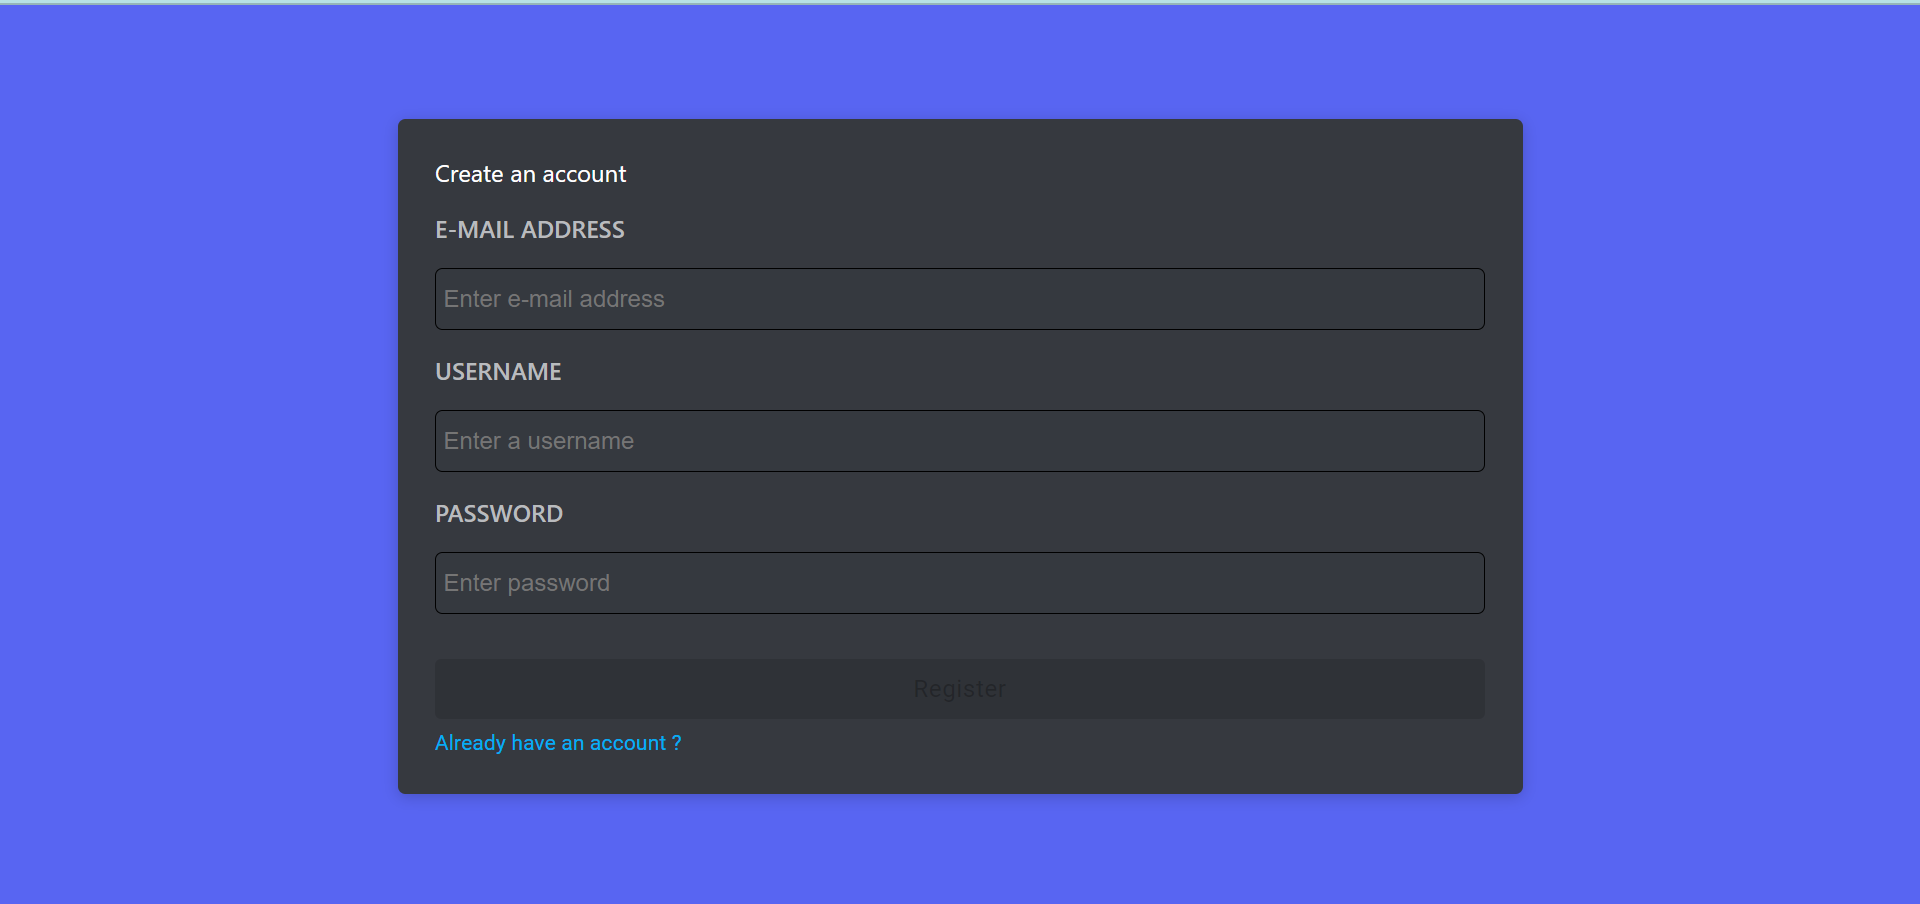 Create an account
E-MAIL ADDRESS
Enter e-mail address
USERNAME
Enter a username
PASSWORD
Enter password
Register
Already have an account ?